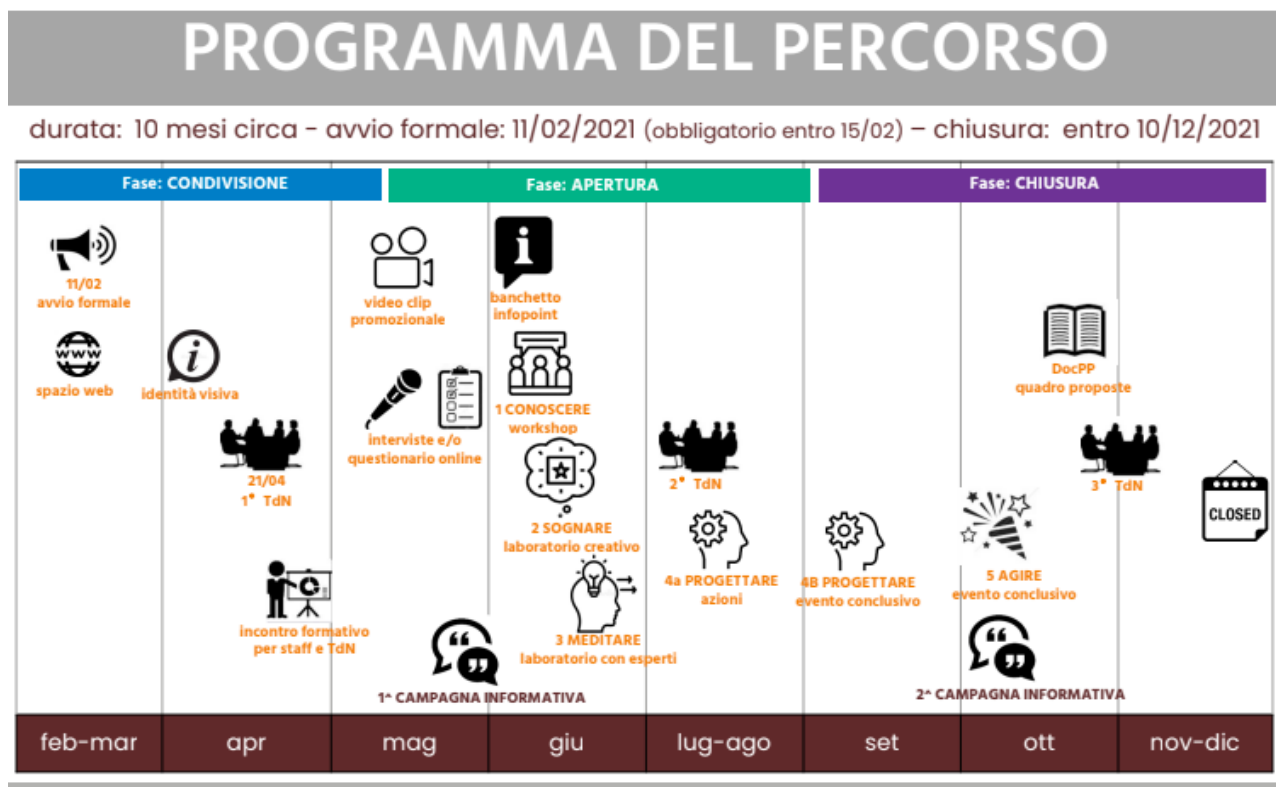 PROGRAMMA DEL PERCORSO
durata: 10 mesi circa - avvio formale: 11/02/2021 (obbligatorio entro 15/02) – chiusura: entro 10/12/2021
Fase: CONDIVISIONE
Fase: APERTURA
Fase: CHIUSURA
11/02
avvio formale
www
spazio web
i
identità visiva
21/04
1° TdN
incontro formativo
per staff e TdN
video clip
promozionale
interviste e/o
questionario online
1^ CAMPAGNA INFORMATIVA
i
banchetto
infopoint
1 CONOSCERE
workshop
2 SOGNARE
laboratorio creativo
3 MEDITARE
laboratorio con esperti
2° TdN
4a PROGETTARE
azioni
4B PROGETTARE
evento conclusivo
DocPP
quadro proposte
5 AGIRE
evento conclusivo
2^ CAMPAGNA INFORMATIVA
3° TdN
CLOSED
feb-mar
apr
mag
giu
lug-ago
set
ott
nov-dic